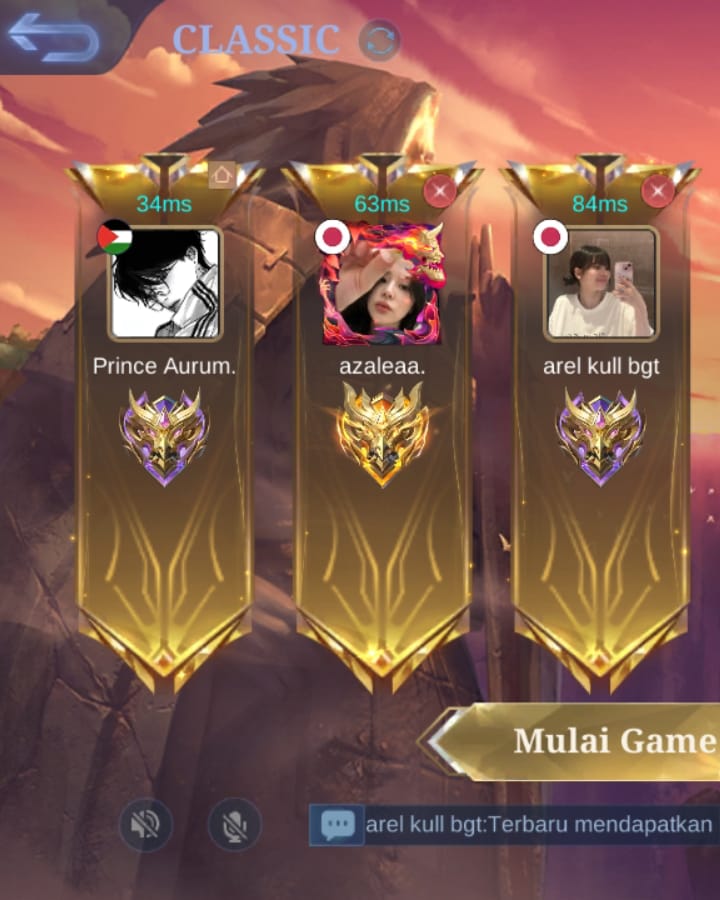 CLASSIC
34ms
63ms
84ms
Prince Aurum.
azaleaa.
arel kull bgt
Mulai Game
arel kull bgt:Terbaru mendapatkan